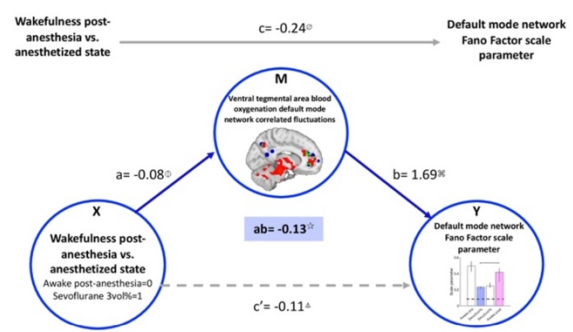 Wakefulness post-
anesthesia vs.
anesthetized state
c= -0.24∅
Default mode network
Fano Factor scale
parameter
M
Ventral tegmental area blood
oxygenation default mode
network correlated fluctuations
a= -0.08
b= 1.69⌘
X
Wakefulness post-
anesthesia vs.
anesthetized state
Awake post-anesthesia=0
Sevoflurane 3vol%=1
ab= -0.13☆
Y
Default mode network
Fano Factor scale
parameter
c’= -0.11